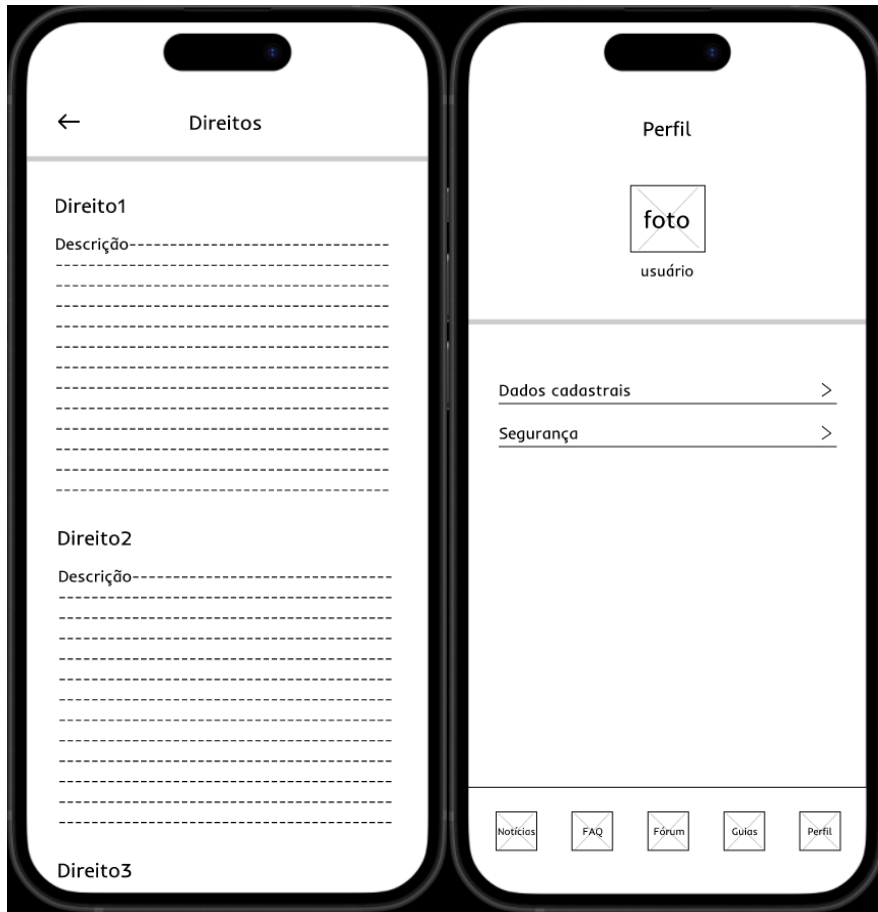 Direitos
Direito1
Descrição
Direito2
Descrição
Direito3
Perfil
foto
usuário
Dados cadastrais
Segurança
Notícias FAQ Fórum Guias Perfil